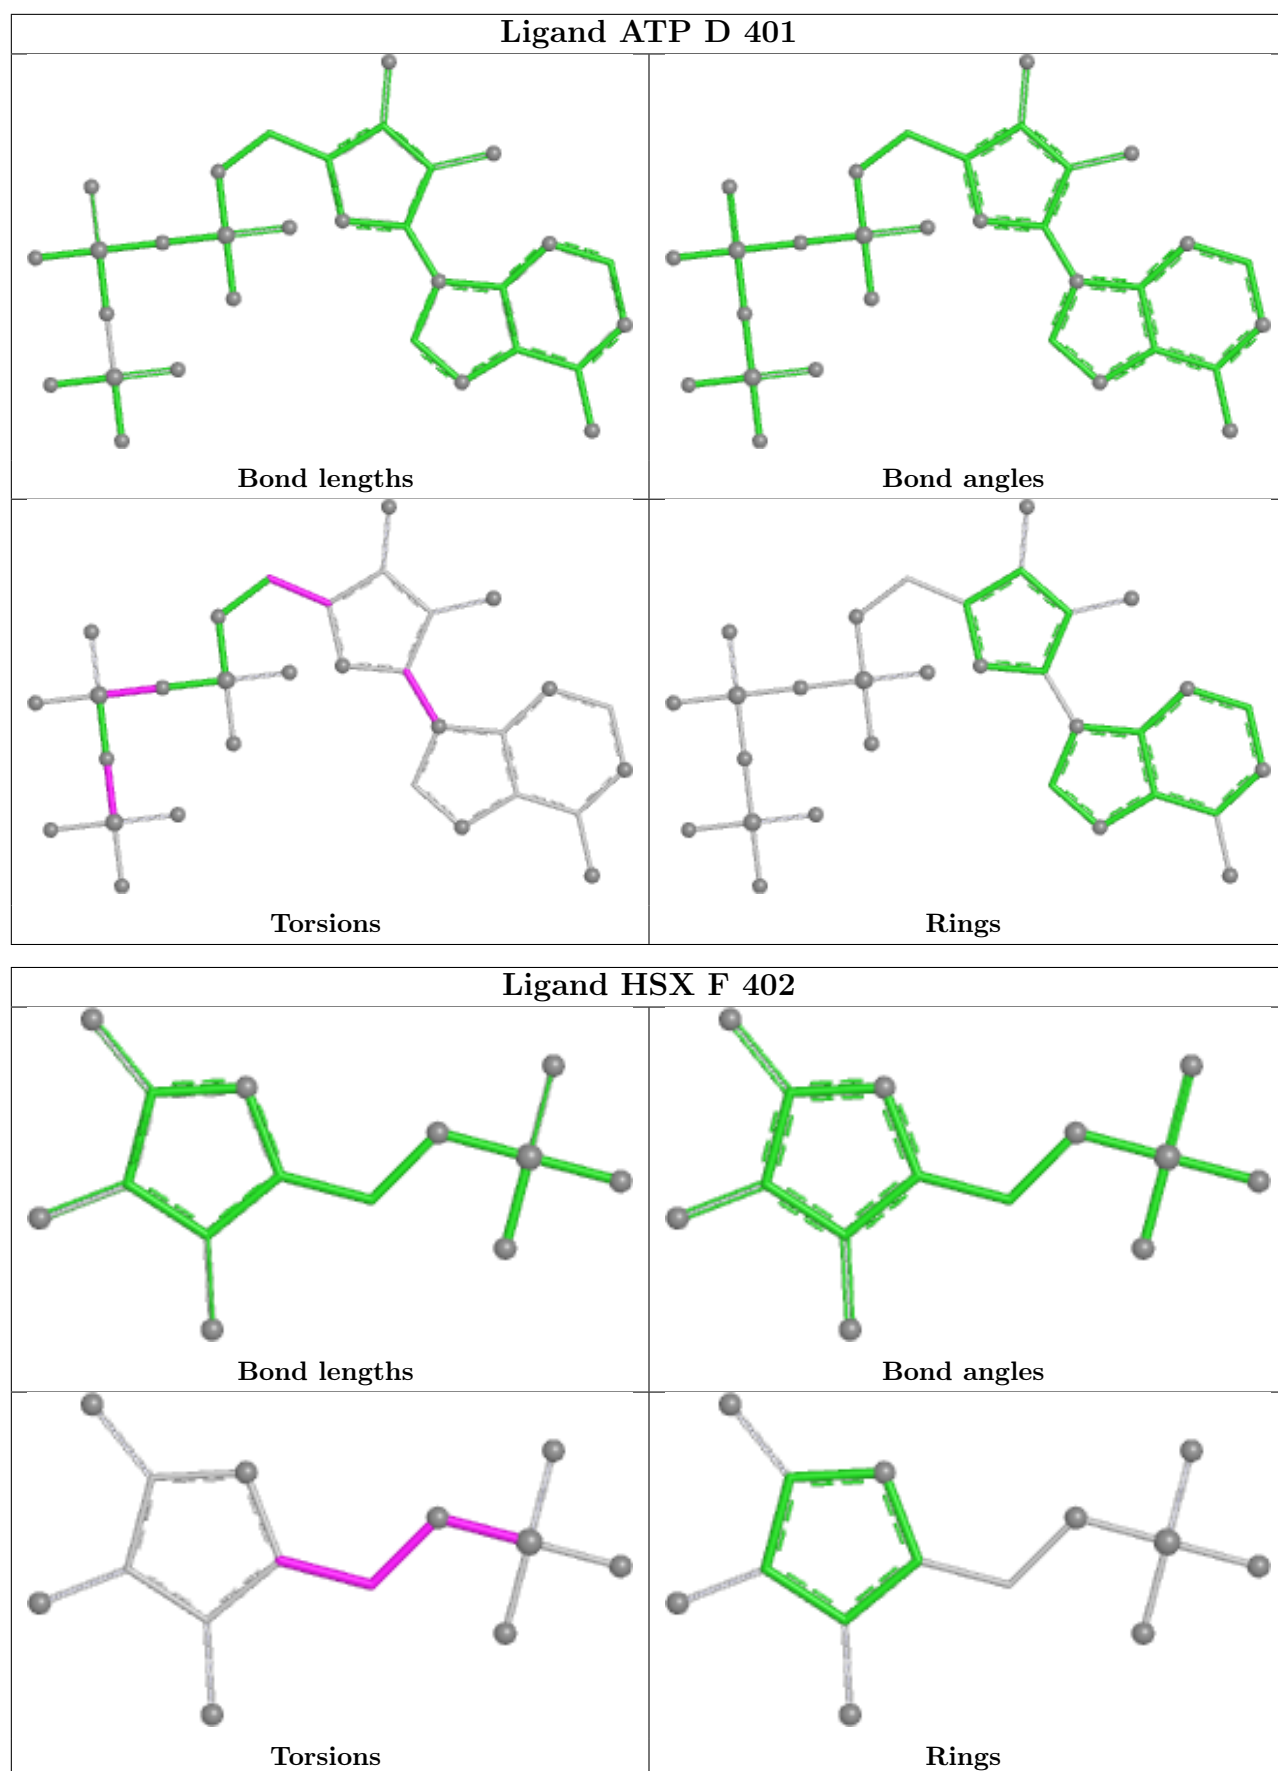 Ligand ATP D 401
Bond lengths
Bond angles
Torsions
Rings
Ligand HSX F 402
Bond lengths
Bond angles
Torsions
Rings